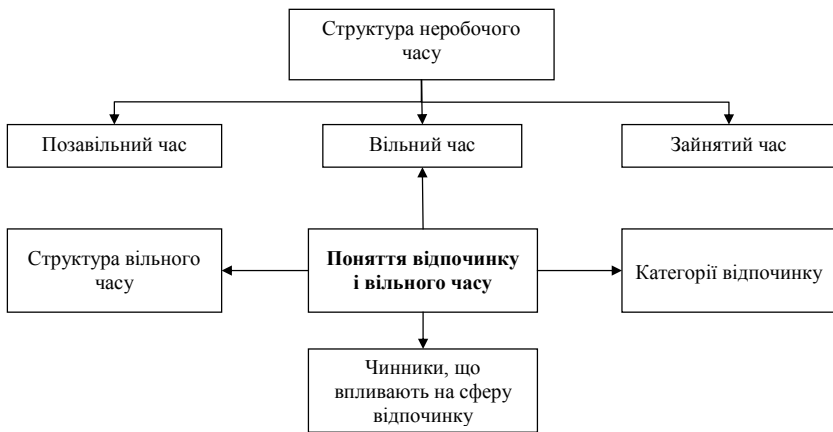 Структура неробочого
часу
Позавільний час
Вільний час
Зайнятий час
Структура вільного
часу
Поняття відпочинку
і вільного часу
Категорії відпочинку
Чинники, що
впливають на сферу
відпочинку